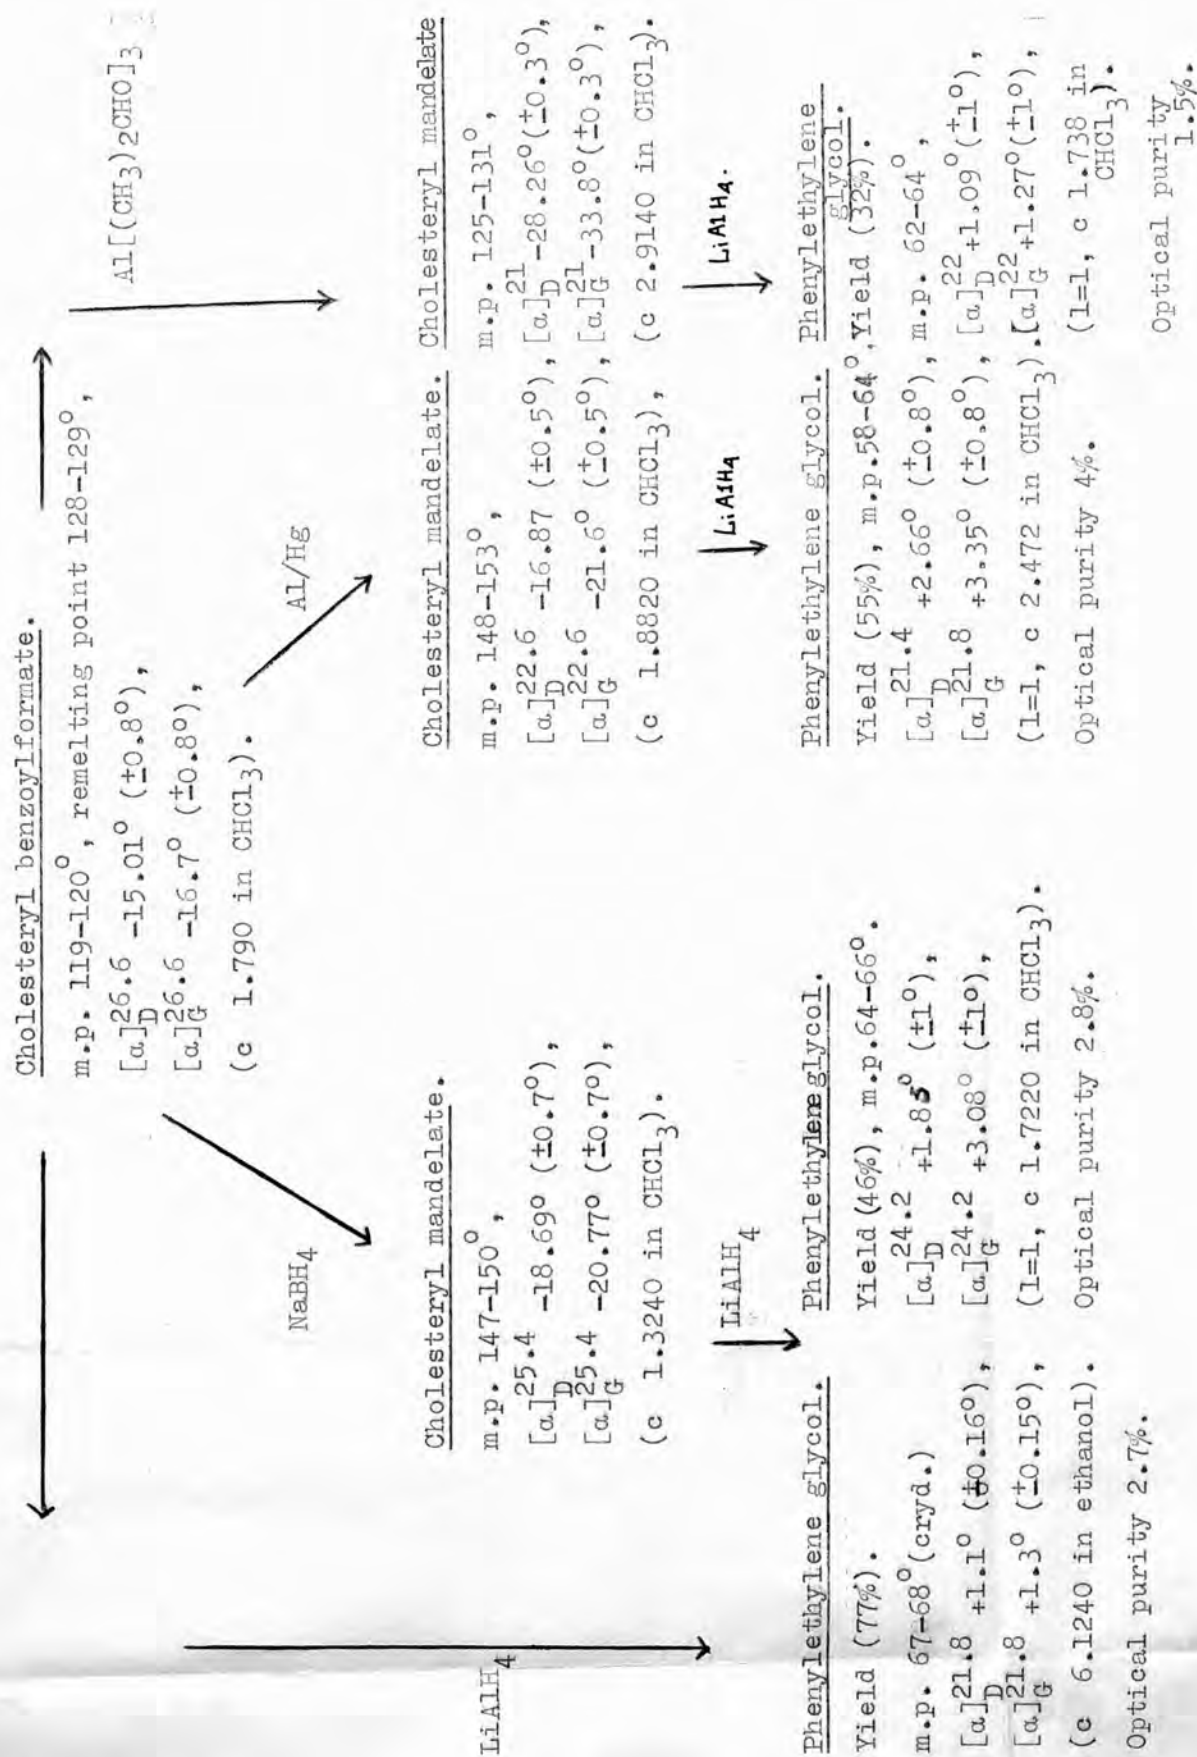 Cholesteryl benzoylformate.
m.p. 119-120°, remelting point 128-129°,
[α]D26.6 -15.01° (±0.8°),
[α]G26.6 -16.7° (±0.8°),
(c 1.790 in CHCl3).
LiAlH4
NaBH4
Al/Hg
Al[(CH3)2CHO]3
Cholesteryl mandelate.
m.p. 147-150°,
[α]D25.4 -18.69° (±0.7°),
[α]G25.4 -20.77° (±0.7°),
(c 1.3240 in CHCl3).
LiAlH4
Cholesteryl mandelate.
m.p. 148-153°,
[α]D22.6 -16.87 (±0.5°),
[α]G22.6 -21.6° (±0.5°),
(c 1.8820 in CHCl3),
LiAlH4
Cholesteryl mandelate
m.p. 125-131°,
[α]D21 -28.26°(±0.3°),
[α]G21 -33.8°(±0.3°),
(c 2.9140 in CHCl3).
LiAlH4.
Phenylethylene glycol.
Yield (77%).
m.p. 67-68°(cryd.)
[α]D21.8 +1.1° (±0.16°),
[α]G21.8 +1.3° (±0.15°),
(c 6.1240 in ethanol).
Optical purity 2.7%.
Phenylethylene glycol.
Yield (46%), m.p.64-66°.
[α]D24.2 +1.85° (±1°),
[α]G24.2 +3.08° (±1°),
(l=1, c 1.7220 in CHCl3).
Optical purity 2.8%.
Phenylethylene glycol.
Yield (55%), m.p.58-64°,
[α]D21.4 +2.66° (±0.8°),
[α]G21.8 +3.35° (±0.8°),
(l=1, c 2.472 in CHCl3).
Optical purity 4%.
Phenylethylene
glycol.
Yield (32%).
m.p. 62-64°,
[α]D22 +1.09°(±1°),
[α]G22 +1.27°(±1°),
(l=1, c 1.738 in
CHCl3).
Optical purity
1.5%.